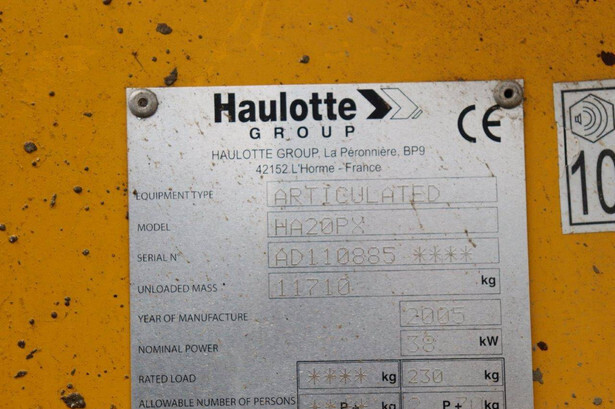 Haulotte
GROUP
HAULOTTE GROUP, La Péronnière, BP9
42152 L'Horme - France
CE
EQUIPMENT TYPE ARTICULATED
MODEL HA20PX
SERIAL N° AD110885 ****
UNLOADED MASS 11710 kg
YEAR OF MANUFACTURE 2005
NOMINAL POWER 38 kW
RATED LOAD **** kg 230 kg
ALLOWABLE NUMBER OF PERSONS P + P +
10